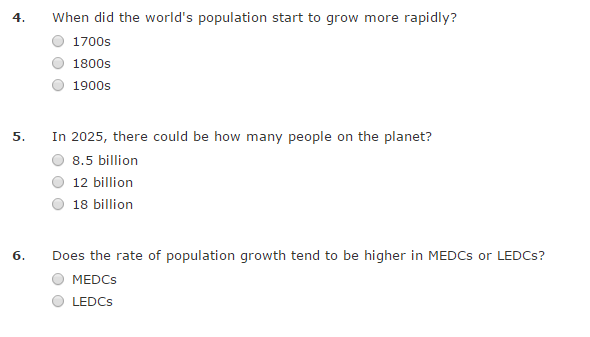 4. When did the world's population start to grow more rapidly?
1700s
1800s
1900s
5. In 2025, there could be how many people on the planet?
8.5 billion
12 billion
18 billion
6. Does the rate of population growth tend to be higher in MEDCs or LEDCs?
MEDCs
LEDCs